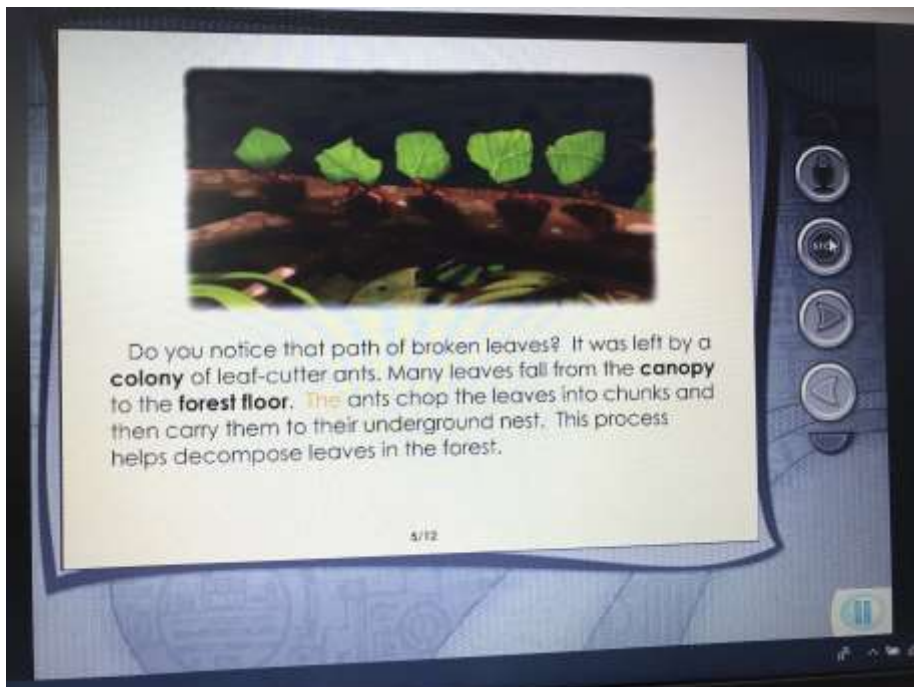 Do you notice that path of broken leaves? It was left by a
colony of leaf-cutter ants. Many leaves fall from the canopy
to the forest floor. The ants chop the leaves into chunks and
then carry them to their underground nest. This process
helps decompose leaves in the forest.
5/12
STOP